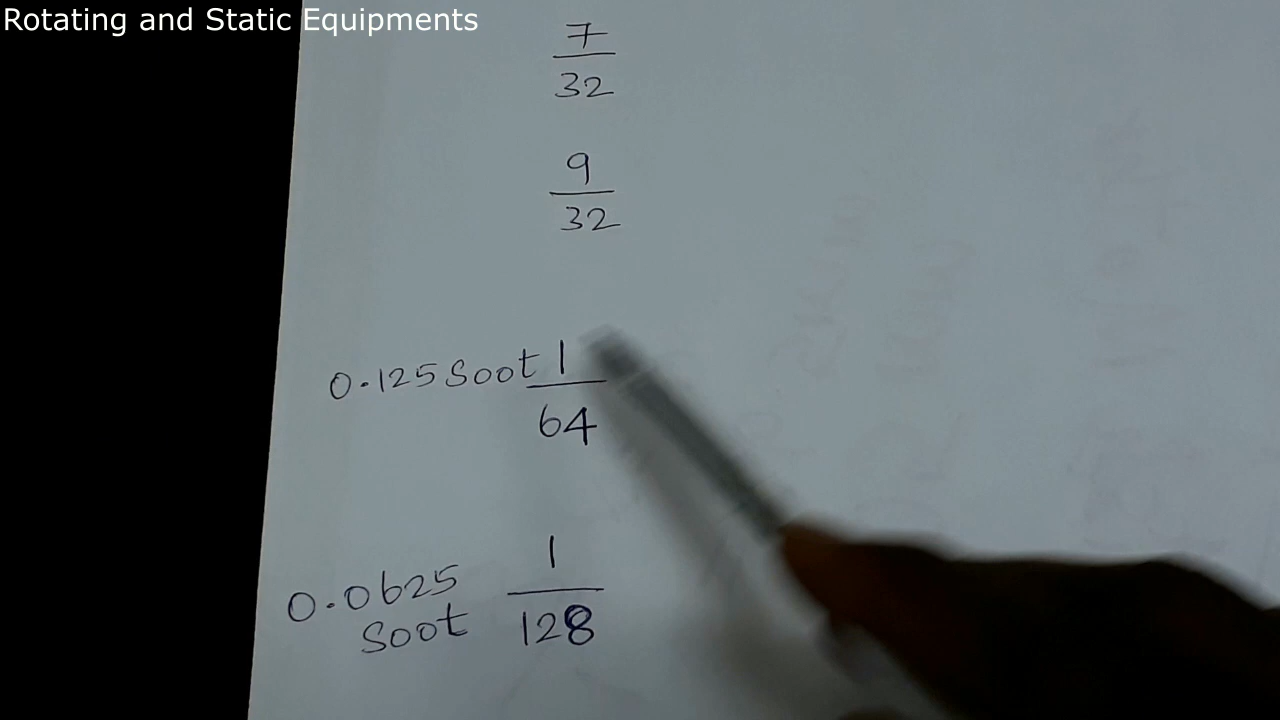 Rotating and Static Equipments
7
32
9
32
0.125 Soot 1
64
0.0625 1
Soot 128